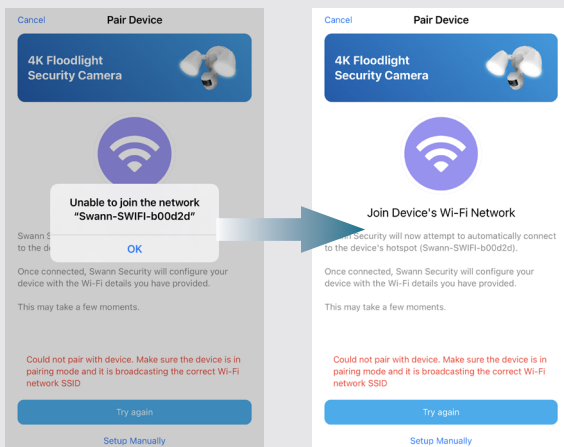 Cancel
Pair Device
4K Floodlight
Security Camera
Unable to join the network
“Swann-SWIFI-b00d2d”
OK
Swann S
to the de
Once connected, Swann Security will configure your
device with the Wi-Fi details you have provided.
This may take a few moments.
Could not pair with device. Make sure the device is in
pairing mode and it is broadcasting the correct Wi-Fi
network SSID
Try again
Setup Manually
Cancel
Pair Device
4K Floodlight
Security Camera
Join Device's Wi-Fi Network
Swann Security will now attempt to automatically connect
to the device's hotspot (Swann-SWIFI-b00d2d).
Once connected, Swann Security will configure your
device with the Wi-Fi details you have provided.
This may take a few moments.
Could not pair with device. Make sure the device is in
pairing mode and it is broadcasting the correct Wi-Fi
network SSID
Try again
Setup Manually